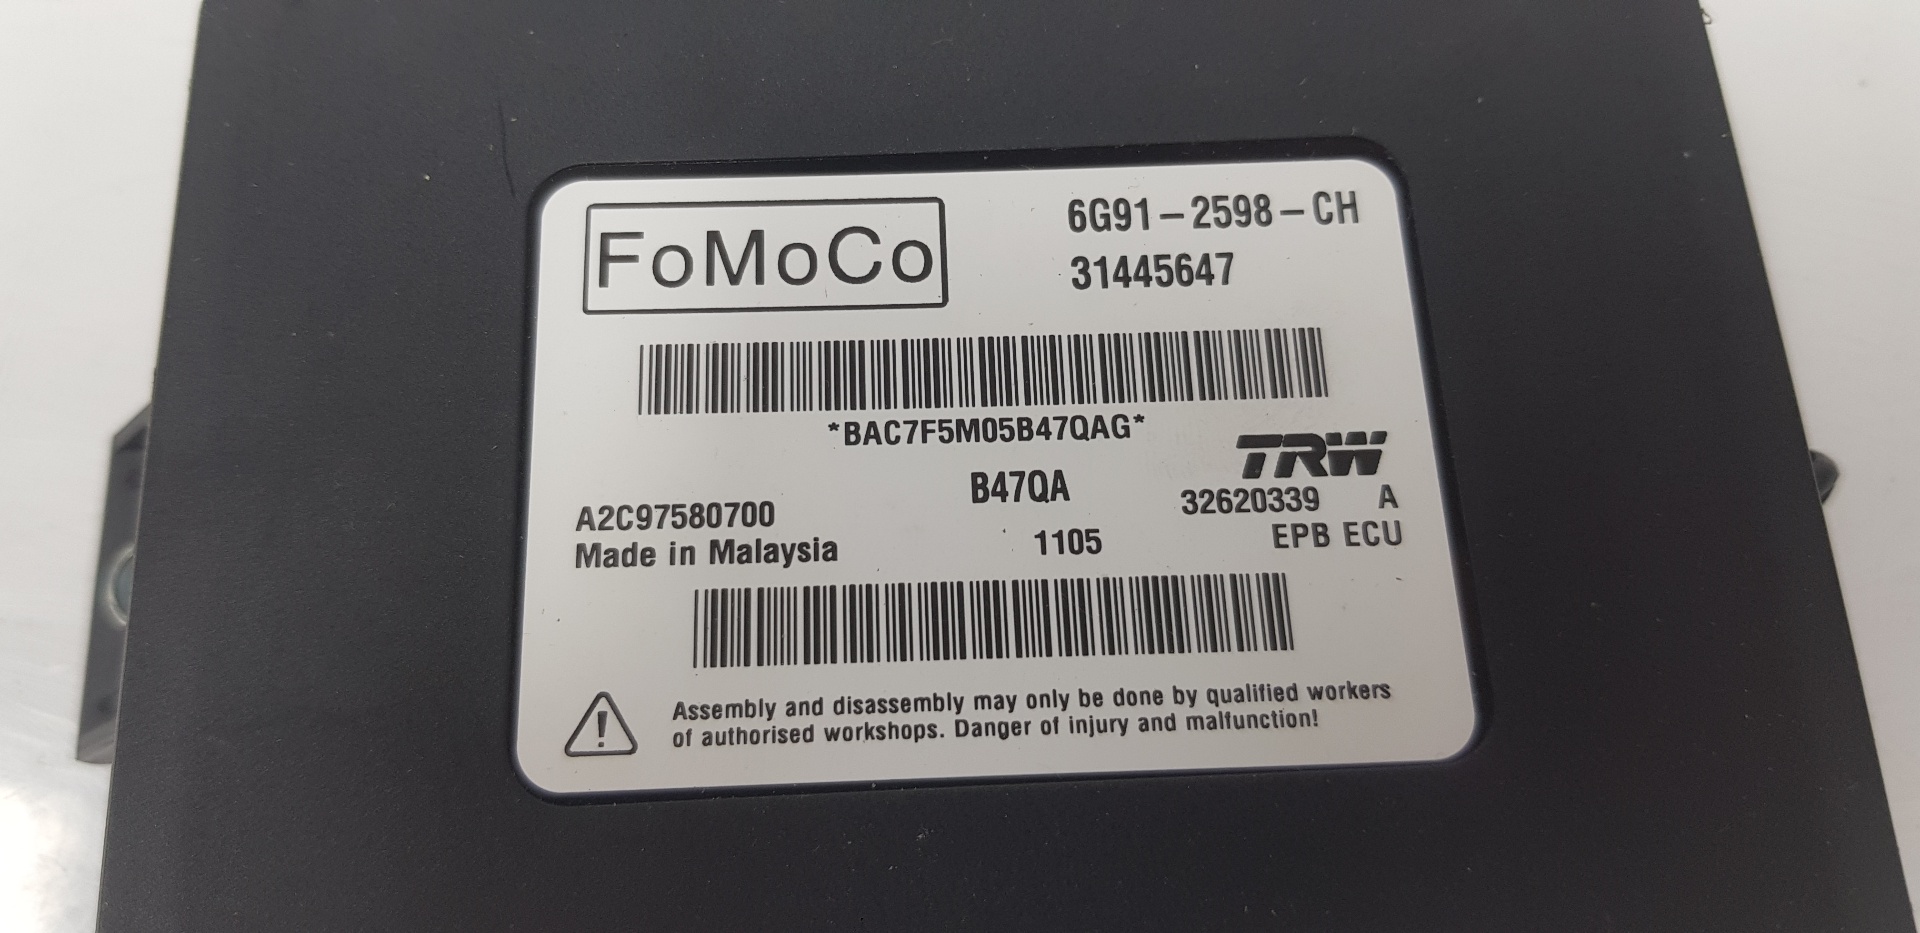 FoMoCo
6G91-2598-CH
31445647
*BAC7F5M05B47QAG*
TRW
B47QA
32620339 A
A2C97580700
1105
EPB ECU
Made in Malaysia
Assembly and disassembly may only be done by qualified workers
of authorised workshops. Danger of injury and malfunction!